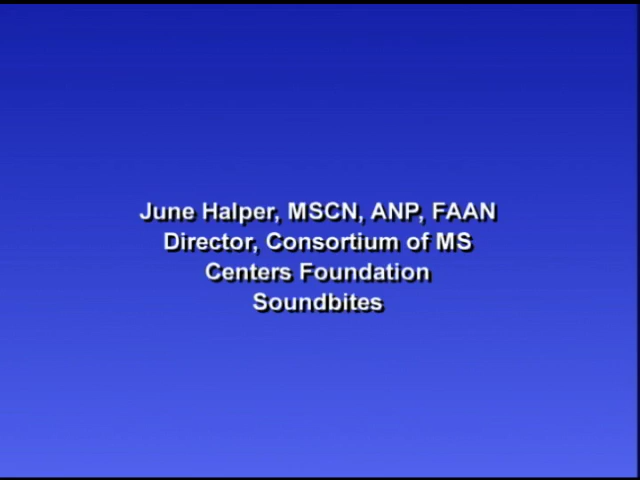 June Halper, MSCN, ANP, FAAN
Director, Consortium of MS
Centers Foundation
Soundbites